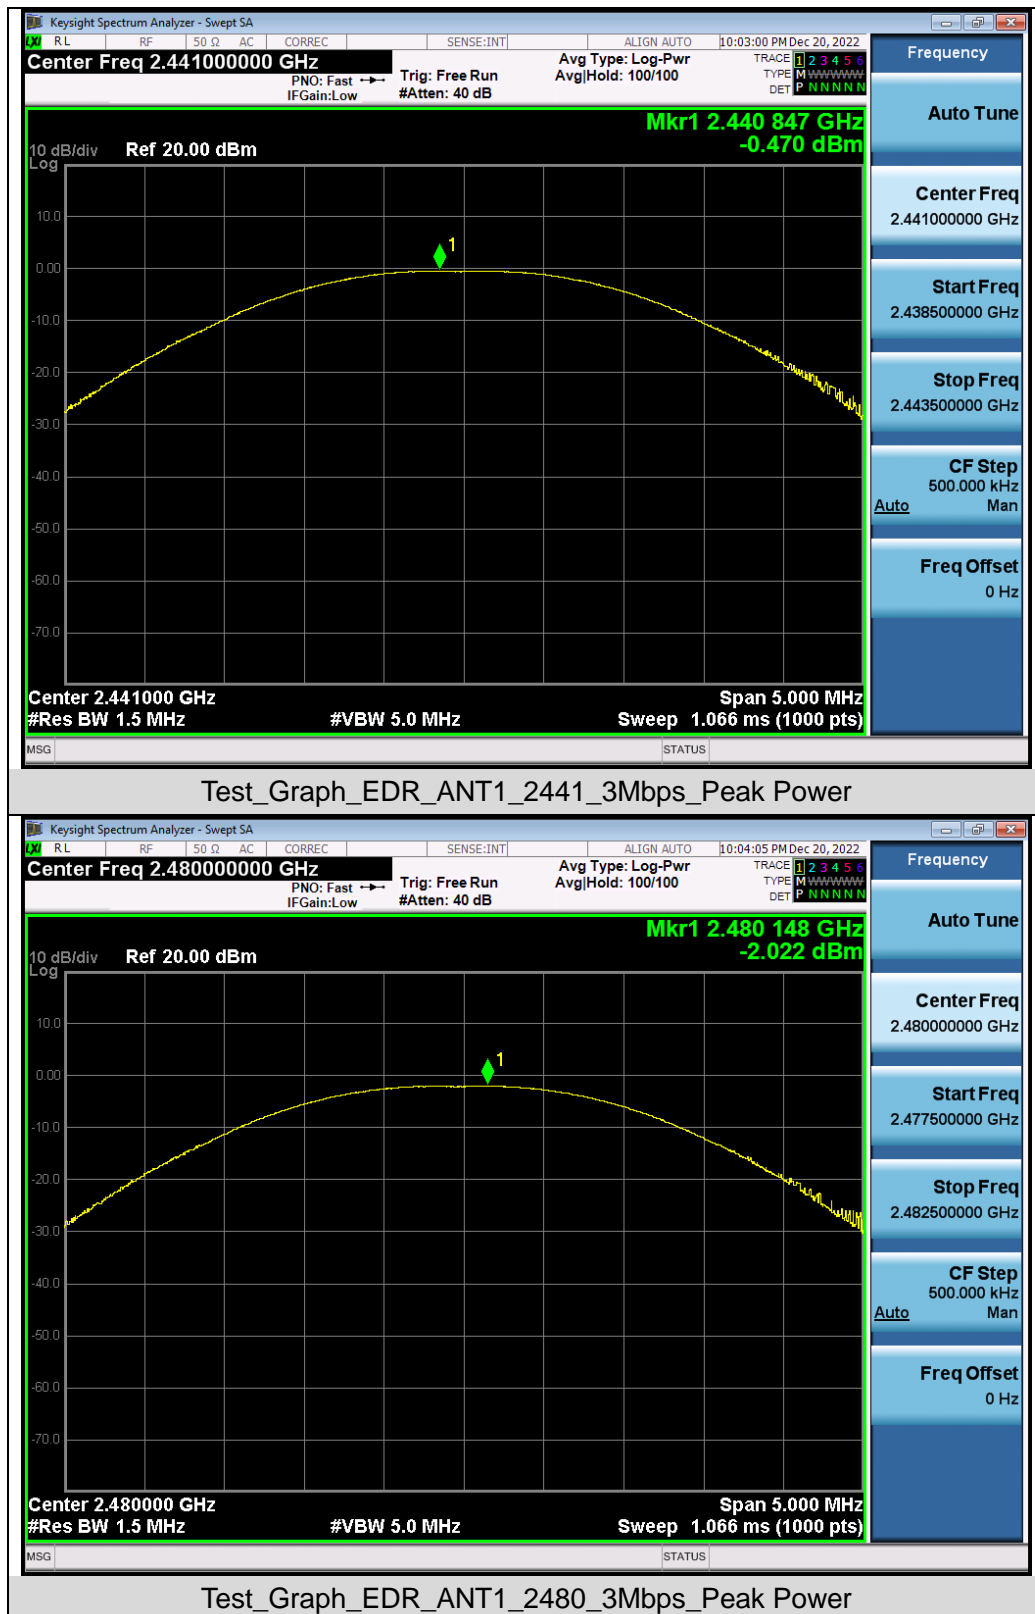 Keysight Spectrum Analyzer - Swept SA
LXI RL RF 50 Ω AC CORREC SENSE:INT ALIGN AUTO 10:03:00 PM Dec 20, 2022
Center Freq 2.441000000 GHz Avg Type: Log-Pwr TRACE 1 2 3 4 5 6
PNO: Fast Trig: Free Run Avg|Hold: 100/100 TYPE M WWWWW
IFGain:Low #Atten: 40 dB DET P N N N N N
Mkr1 2.440 847 GHz
10 dB/div Ref 20.00 dBm -0.470 dBm
Log
10.0
1
0.00
-10.0
-20.0
-30.0
-40.0
-50.0
-60.0
-70.0
Center 2.441000 GHz Span 5.000 MHz
#Res BW 1.5 MHz #VBW 5.0 MHz Sweep 1.066 ms (1000 pts)
MSG STATUS
Frequency
Auto Tune
Center Freq
2.441000000 GHz
Start Freq
2.438500000 GHz
Stop Freq
2.443500000 GHz
CF Step
500.000 kHz
Auto Man
Freq Offset
0 Hz
Test_Graph_EDR_ANT1_2441_3Mbps_Peak Power
Keysight Spectrum Analyzer - Swept SA
LXI RL RF 50 Ω AC CORREC SENSE:INT ALIGN AUTO 10:04:05 PM Dec 20, 2022
Center Freq 2.480000000 GHz Avg Type: Log-Pwr TRACE 1 2 3 4 5 6
PNO: Fast Trig: Free Run Avg|Hold: 100/100 TYPE M WWWWW
IFGain:Low #Atten: 40 dB DET P N N N N N
Mkr1 2.480 148 GHz
10 dB/div Ref 20.00 dBm -2.022 dBm
Log
10.0
1
0.00
-10.0
-20.0
-30.0
-40.0
-50.0
-60.0
-70.0
Center 2.480000 GHz Span 5.000 MHz
#Res BW 1.5 MHz #VBW 5.0 MHz Sweep 1.066 ms (1000 pts)
MSG STATUS
Frequency
Auto Tune
Center Freq
2.480000000 GHz
Start Freq
2.477500000 GHz
Stop Freq
2.482500000 GHz
CF Step
500.000 kHz
Auto Man
Freq Offset
0 Hz
Test_Graph_EDR_ANT1_2480_3Mbps_Peak Power